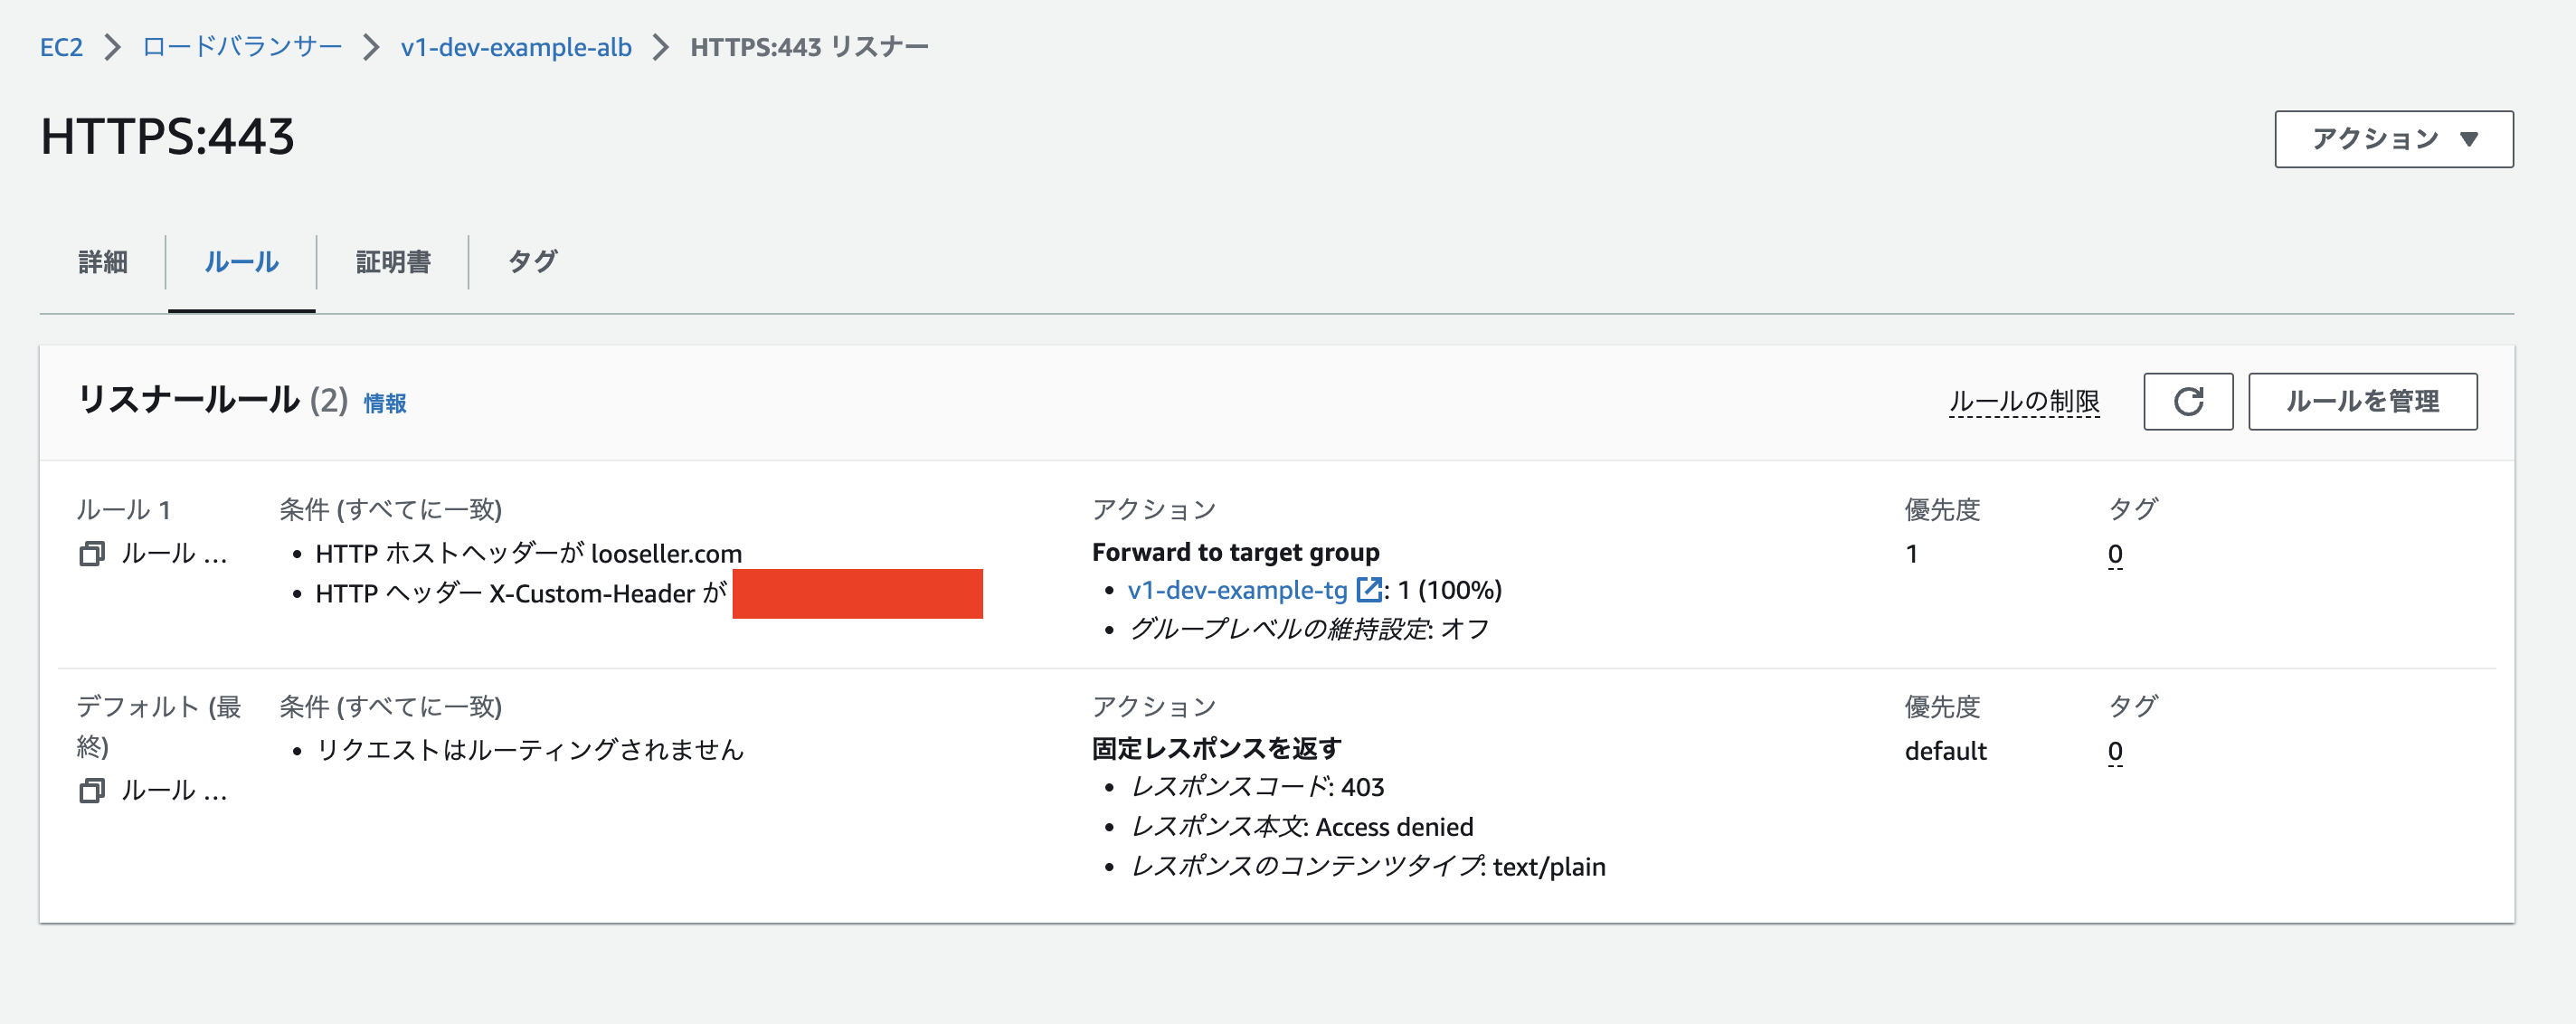 EC2 > ロードバランサー > v1-dev-example-alb > HTTPS:443 リスナー
HTTPS:443
アクション ▼
詳細
ルール
証明書
タグ
リスナールール (2) 情報
ルールの制限
ルールを管理
ルール 1
ルール ...
条件 (すべてに一致)
• HTTP ホストヘッダーが looseller.com
• HTTP ヘッダー X-Custom-Header が
アクション
Forward to target group
• v1-dev-example-tg : 1 (100%)
• グループレベルの維持設定: オフ
優先度
1
タグ
0
デフォルト (最
終)
ルール ...
条件 (すべてに一致)
• リクエストはルーティングされません
アクション
固定レスポンスを返す
• レスポンスコード: 403
• レスポンス本文: Access denied
• レスポンスのコンテンツタイプ: text/plain
優先度
default
タグ
0